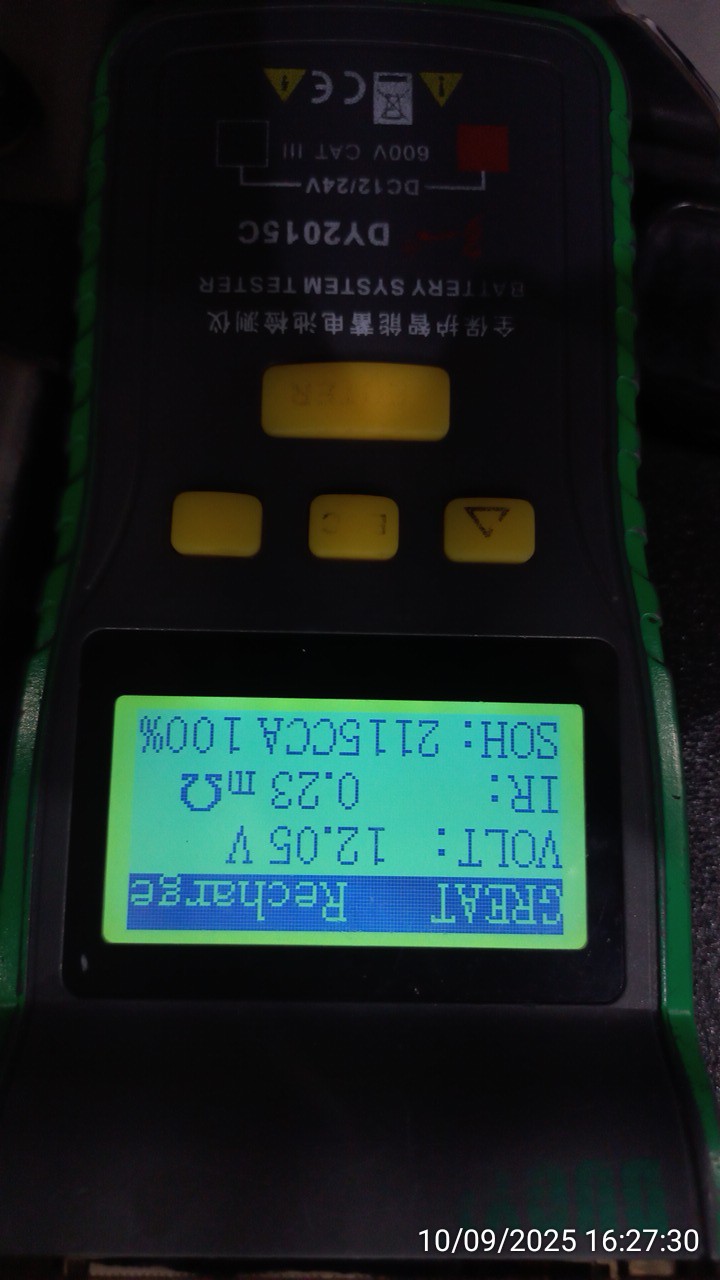 GREAT Recharge
VOLT: 12.05 V
IR: 0.23 mΩ
SOH: 2115CCA 100%
全保护智能蓄电池检测仪
BATTERY SYSTEM TESTER
DY2015C
DC12/24V
600V CAT III
CE
10/09/2025 16:27:30